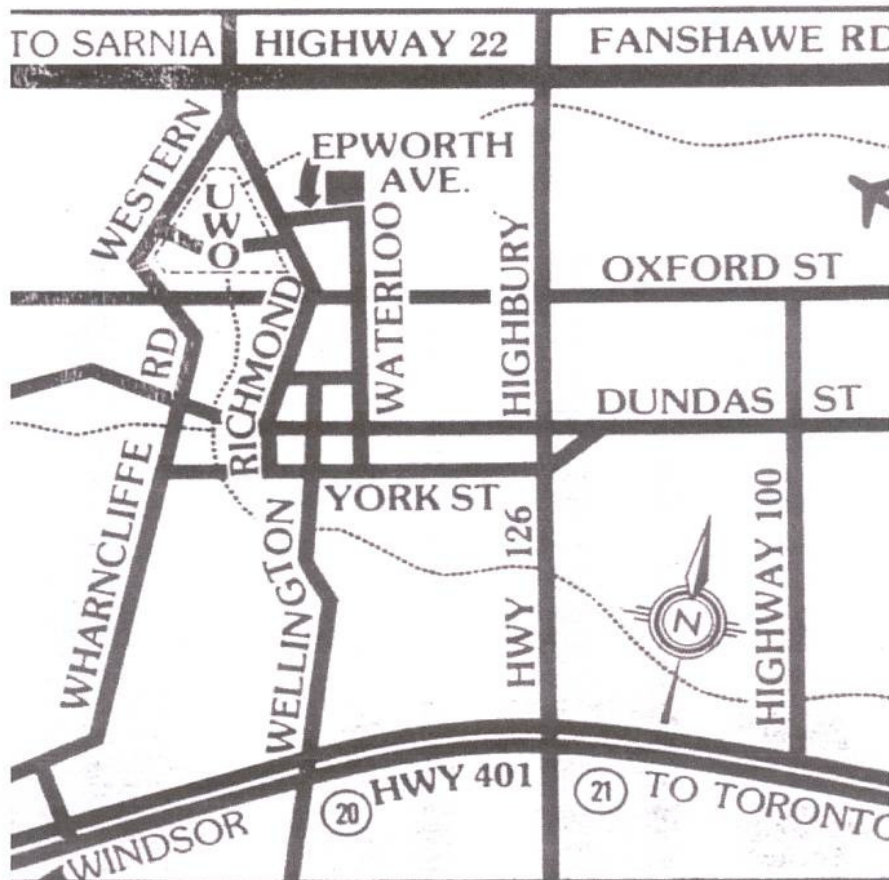 TO SARNIA
HIGHWAY 22
FANSHAWE RD
WESTERN
RD
UWO
EPWORTH
AVE.
RICHMOND
WATERLOO
HIGHBURY
OXFORD ST
DUNDAS ST
WHARNCLIFFE
YORK ST
WELLINGTON
HWY 126
HIGHWAY 100
N
WINDSOR
20
HWY 401
21
TO TORONTO